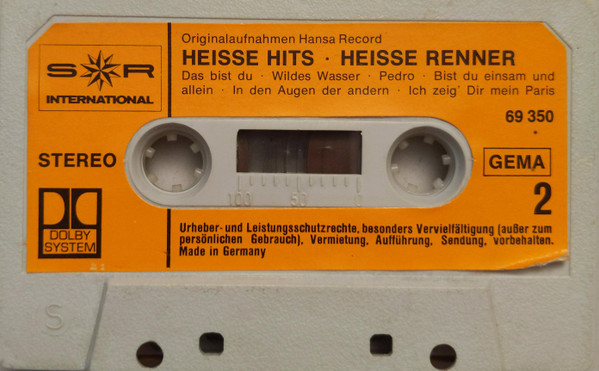 Originalaufnahmen Hansa Record
HEISSE HITS · HEISSE RENNER
Das bist du · Wildes Wasser · Pedro · Bist du einsam und
allein · In den Augen der andern · Ich zeig' Dir mein Paris
S R
INTERNATIONAL
69 350
STEREO
GEMA
2
100 50 0
DOLBY
SYSTEM
Urheber- und Leistungsschutzrechte, besonders Vervielfältigung (außer zum
persönlichen Gebrauch), Vermietung, Aufführung, Sendung, vorbehalten.
Made in Germany
S